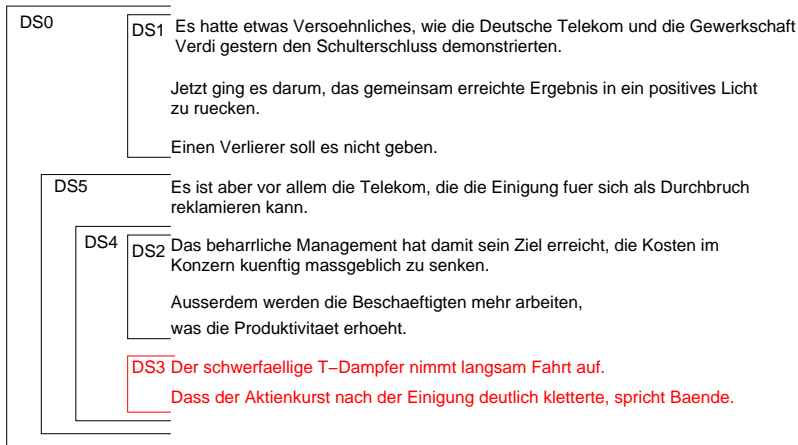 DS0
DS1 Es hatte etwas Versoehnliches, wie die Deutsche Telekom und die Gewerkschaft
Verdi gestern den Schulterschluss demonstrierten.
Jetzt ging es darum, das gemeinsam erreichte Ergebnis in ein positives Licht
zu ruecken.
Einen Verlierer soll es nicht geben.
DS5 Es ist aber vor allem die Telekom, die die Einigung fuer sich als Durchbruch
reklamieren kann.
DS4
DS2 Das beharrliche Management hat damit sein Ziel erreicht, die Kosten im
Konzern kuenftig massgeblich zu senken.
Ausserdem werden die Beschaeftigten mehr arbeiten,
was die Produktivitaet erhoeht.
DS3 Der schwerfaellige T−Dampfer nimmt langsam Fahrt auf.
Dass der Aktienkurst nach der Einigung deutlich kletterte, spricht Baende.